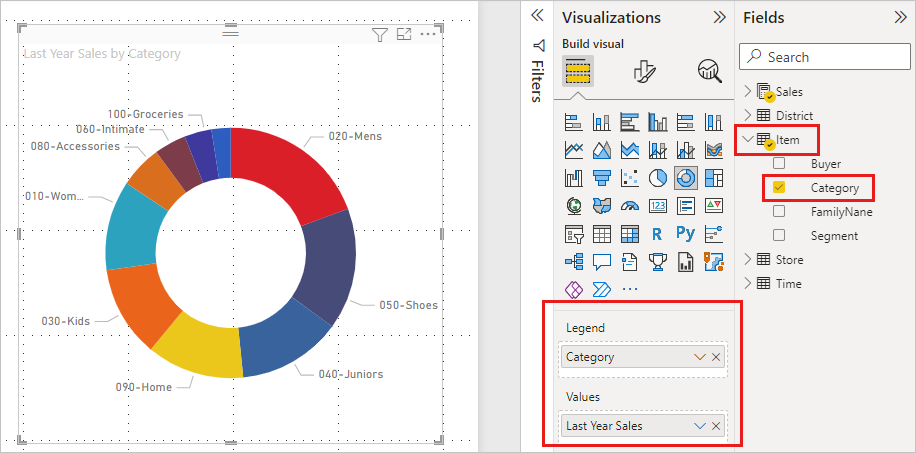 Last Year Sales by Category
100-Groceries
060-Intimate
080-Accessories
010-Wom...
030-Kids
090-Home
040-Juniors
050-Shoes
020-Mens
Filters
Visualizations
Build visual
123
R
Py
...
Legend
Category
Values
Last Year Sales
Fields
Search
Sales
District
Item
Buyer
Category
FamilyNane
Segment
Store
Time